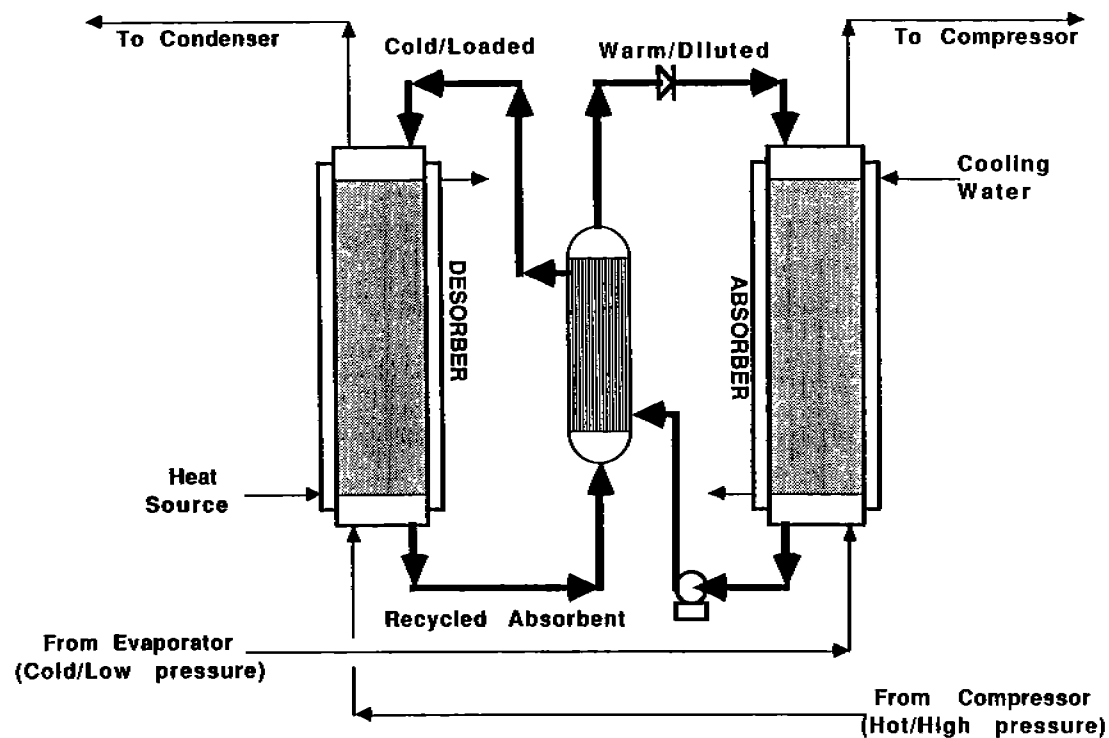 To Condenser
Cold/Loaded
Warm/Diluted
To Compressor
Cooling
Water
DESORBER
ABSORBER
Heat
Source
Recycled Absorbent
From Evaporator
(Cold/Low pressure)
From Compressor
(Hot/High pressure)